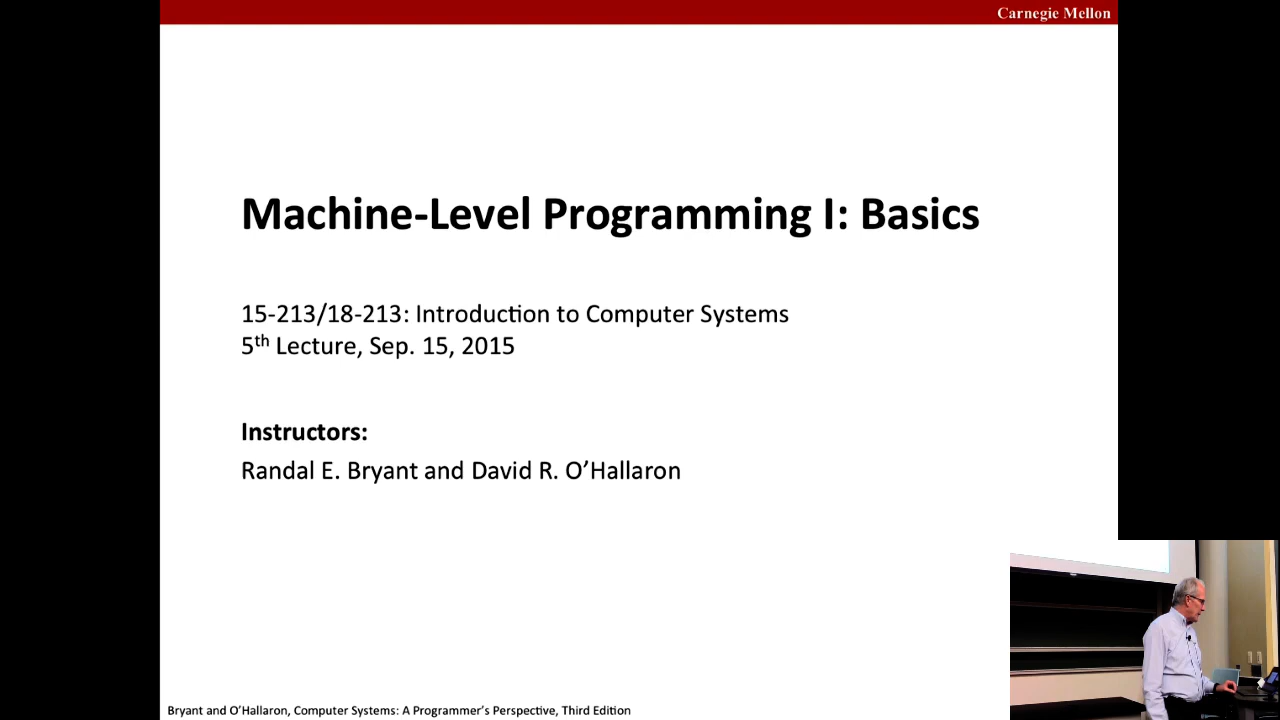 Carnegie Mellon
Machine-Level Programming I: Basics
15-213/18-213: Introduction to Computer Systems
5th Lecture, Sep. 15, 2015
Instructors:
Randal E. Bryant and David R. O’Hallaron
Bryant and O’Hallaron, Computer Systems: A Programmer’s Perspective, Third Edition